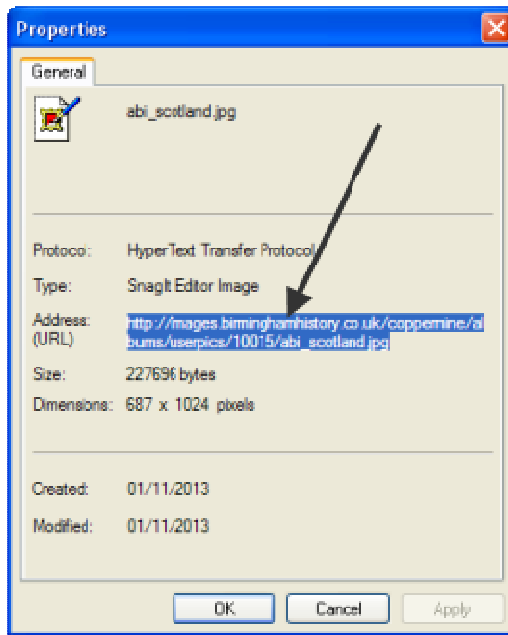 Properties
General
abi_scotland.jpg
Protocol: HyperText Transfer Protocol
Type: SnagIt Editor Image
Address: http://images.birminghamhistory.co.uk/coppermine/al
(URL) bums/userpics/10015/abi_scotland.jpg
Size: 227696 bytes
Dimensions: 687 x 1024 pixels
Created: 01/11/2013
Modified: 01/11/2013
OK Cancel Apply